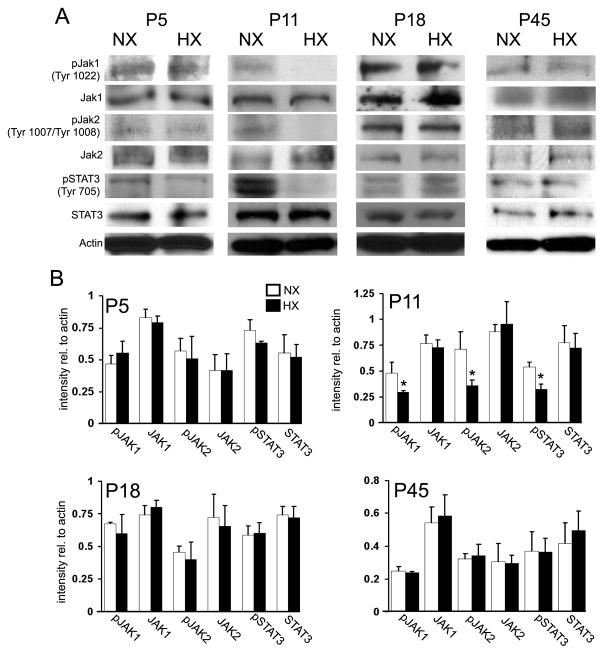 A
P5 P11 P18 P45
NX HX NX HX NX HX NX HX
pJak1
(Tyr 1022)
Jak1
pJak2
(Tyr 1007/Tyr 1008)
Jak2
pSTAT3
(Tyr 705)
STAT3
Actin
B
P5
NX
HX
intensity rel. to actin
1
0.75
0.5
0.25
0
pJAK1 JAK1 pJAK2 JAK2 pSTAT3 STAT3
P11
intensity rel. to actin
1.25
1
0.75
0.5
0.25
0
* * *
pJAK1 JAK1 pJAK2 JAK2 pSTAT3 STAT3
P18
intensity rel. to actin
1
0.75
0.5
0.25
0
pJAK1 JAK1 pJAK2 JAK2 pSTAT3 STAT3
P45
intensity rel. to actin
0.8
0.6
0.4
0.2
0
pJAK1 JAK1 pJAK2 JAK2 pSTAT3 STAT3